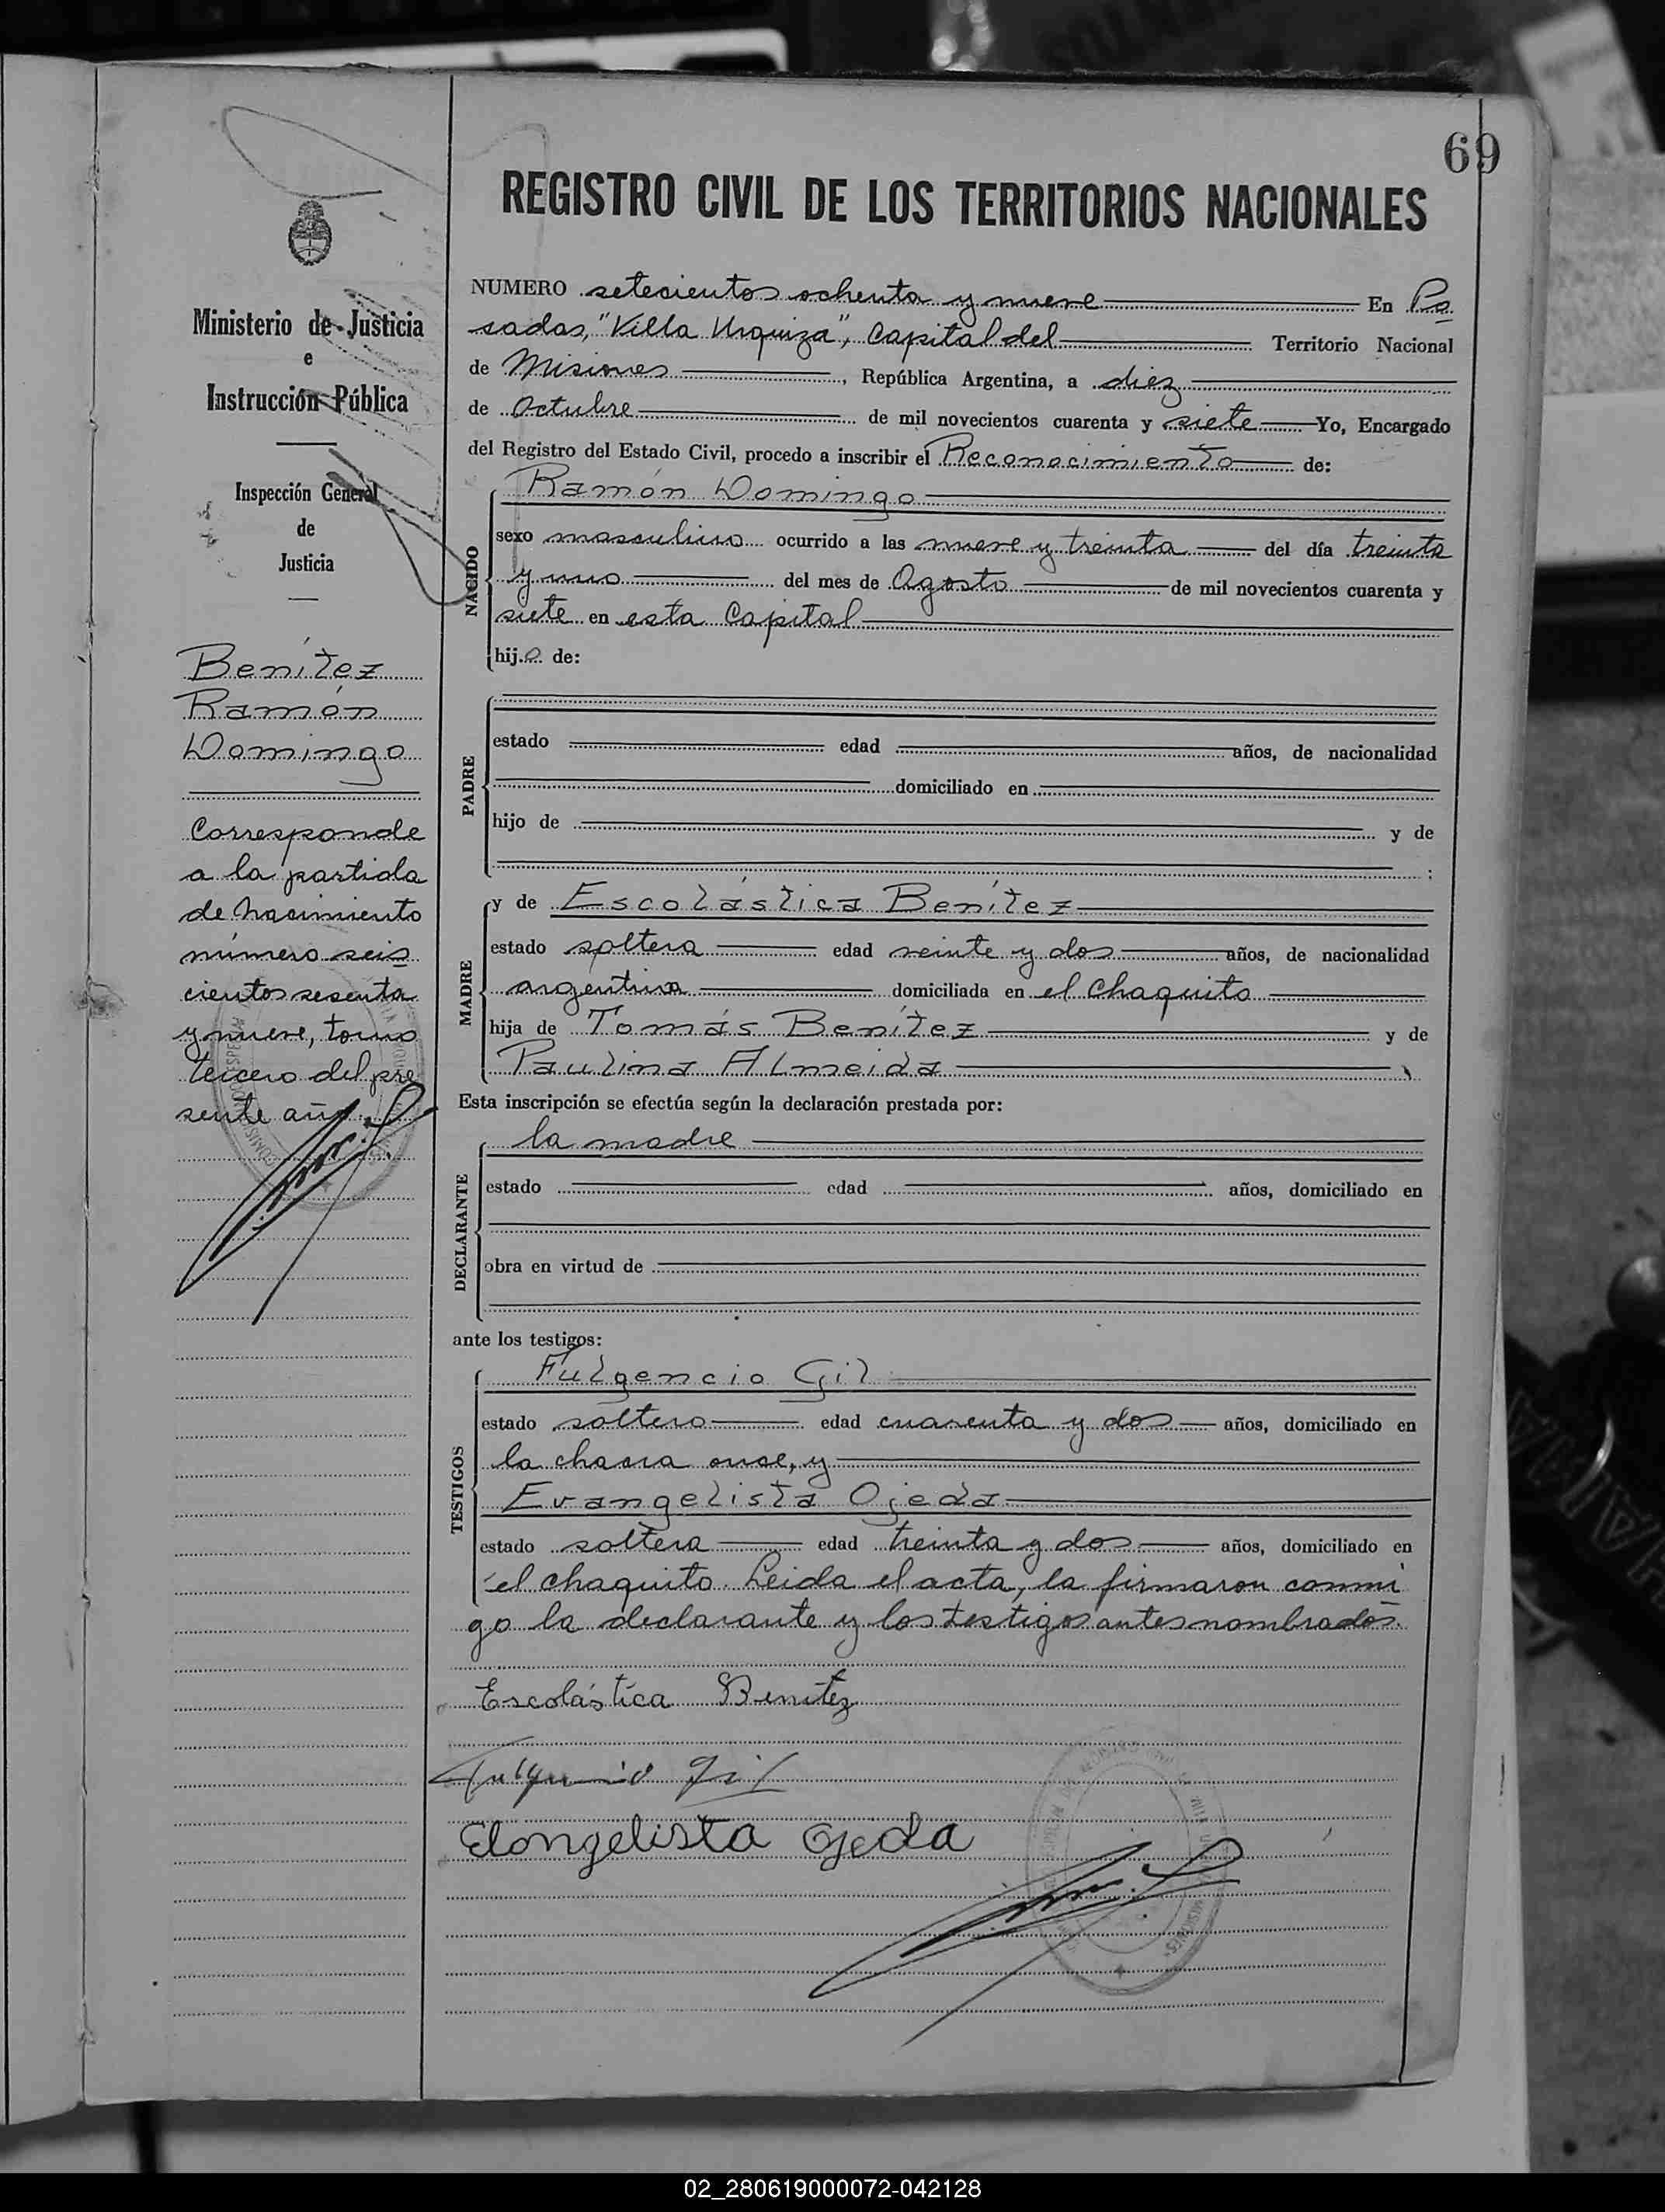 69
REGISTRO CIVIL DE LOS TERRITORIOS NACIONALES
Ministerio de Justicia
e
Instrucción Pública
Inspección General
de
Justicia
Benítez
Ramón
Domingo
Corresponde
a la partida
de nacimiento
número seis
cientos sesenta
y nueve, tomo
tercero del pre
sente año.
NUMERO setecientos ochenta y nueve En Po
sadas, "Villa Urquiza", Capital del Territorio Nacional
de Misiones, República Argentina, a diez
de Octubre de mil novecientos cuarenta y siete Yo, Encargado
del Registro del Estado Civil, procedo a inscribir el Reconocimiento de:
NACIDO
Ramón Domingo
sexo masculino ocurrido a las nueve y treinta del día treinta
y uno del mes de Agosto de mil novecientos cuarenta y
siete en esta Capital
hijo de:
PADRE
estado edad años, de nacionalidad
domiciliado en
hijo de y de
;
MADRE
y de Escolástica Benítez
estado soltera edad veinte y dos años, de nacionalidad
argentina domiciliada en el Chaquito
hija de Tomás Benítez y de
Paulina Almeida
Esta inscripción se efectúa según la declaración prestada por:
DECLARANTE
la madre
estado edad años, domiciliado en
obra en virtud de
ante los testigos:
TESTIGOS
Fulgencio Gil
estado soltero edad cuarenta y dos años, domiciliado en
la chacra once, y
Evangelista Ojeda
estado soltera edad treinta y dos años, domiciliado en
el chaquito. Leida el acta, la firmaron conmi
go la declarante y los testigos antes nombrados.
Escolástica Benitez
Fulgencio Gil
Elongelista Ojeda
02_280619000072-042128